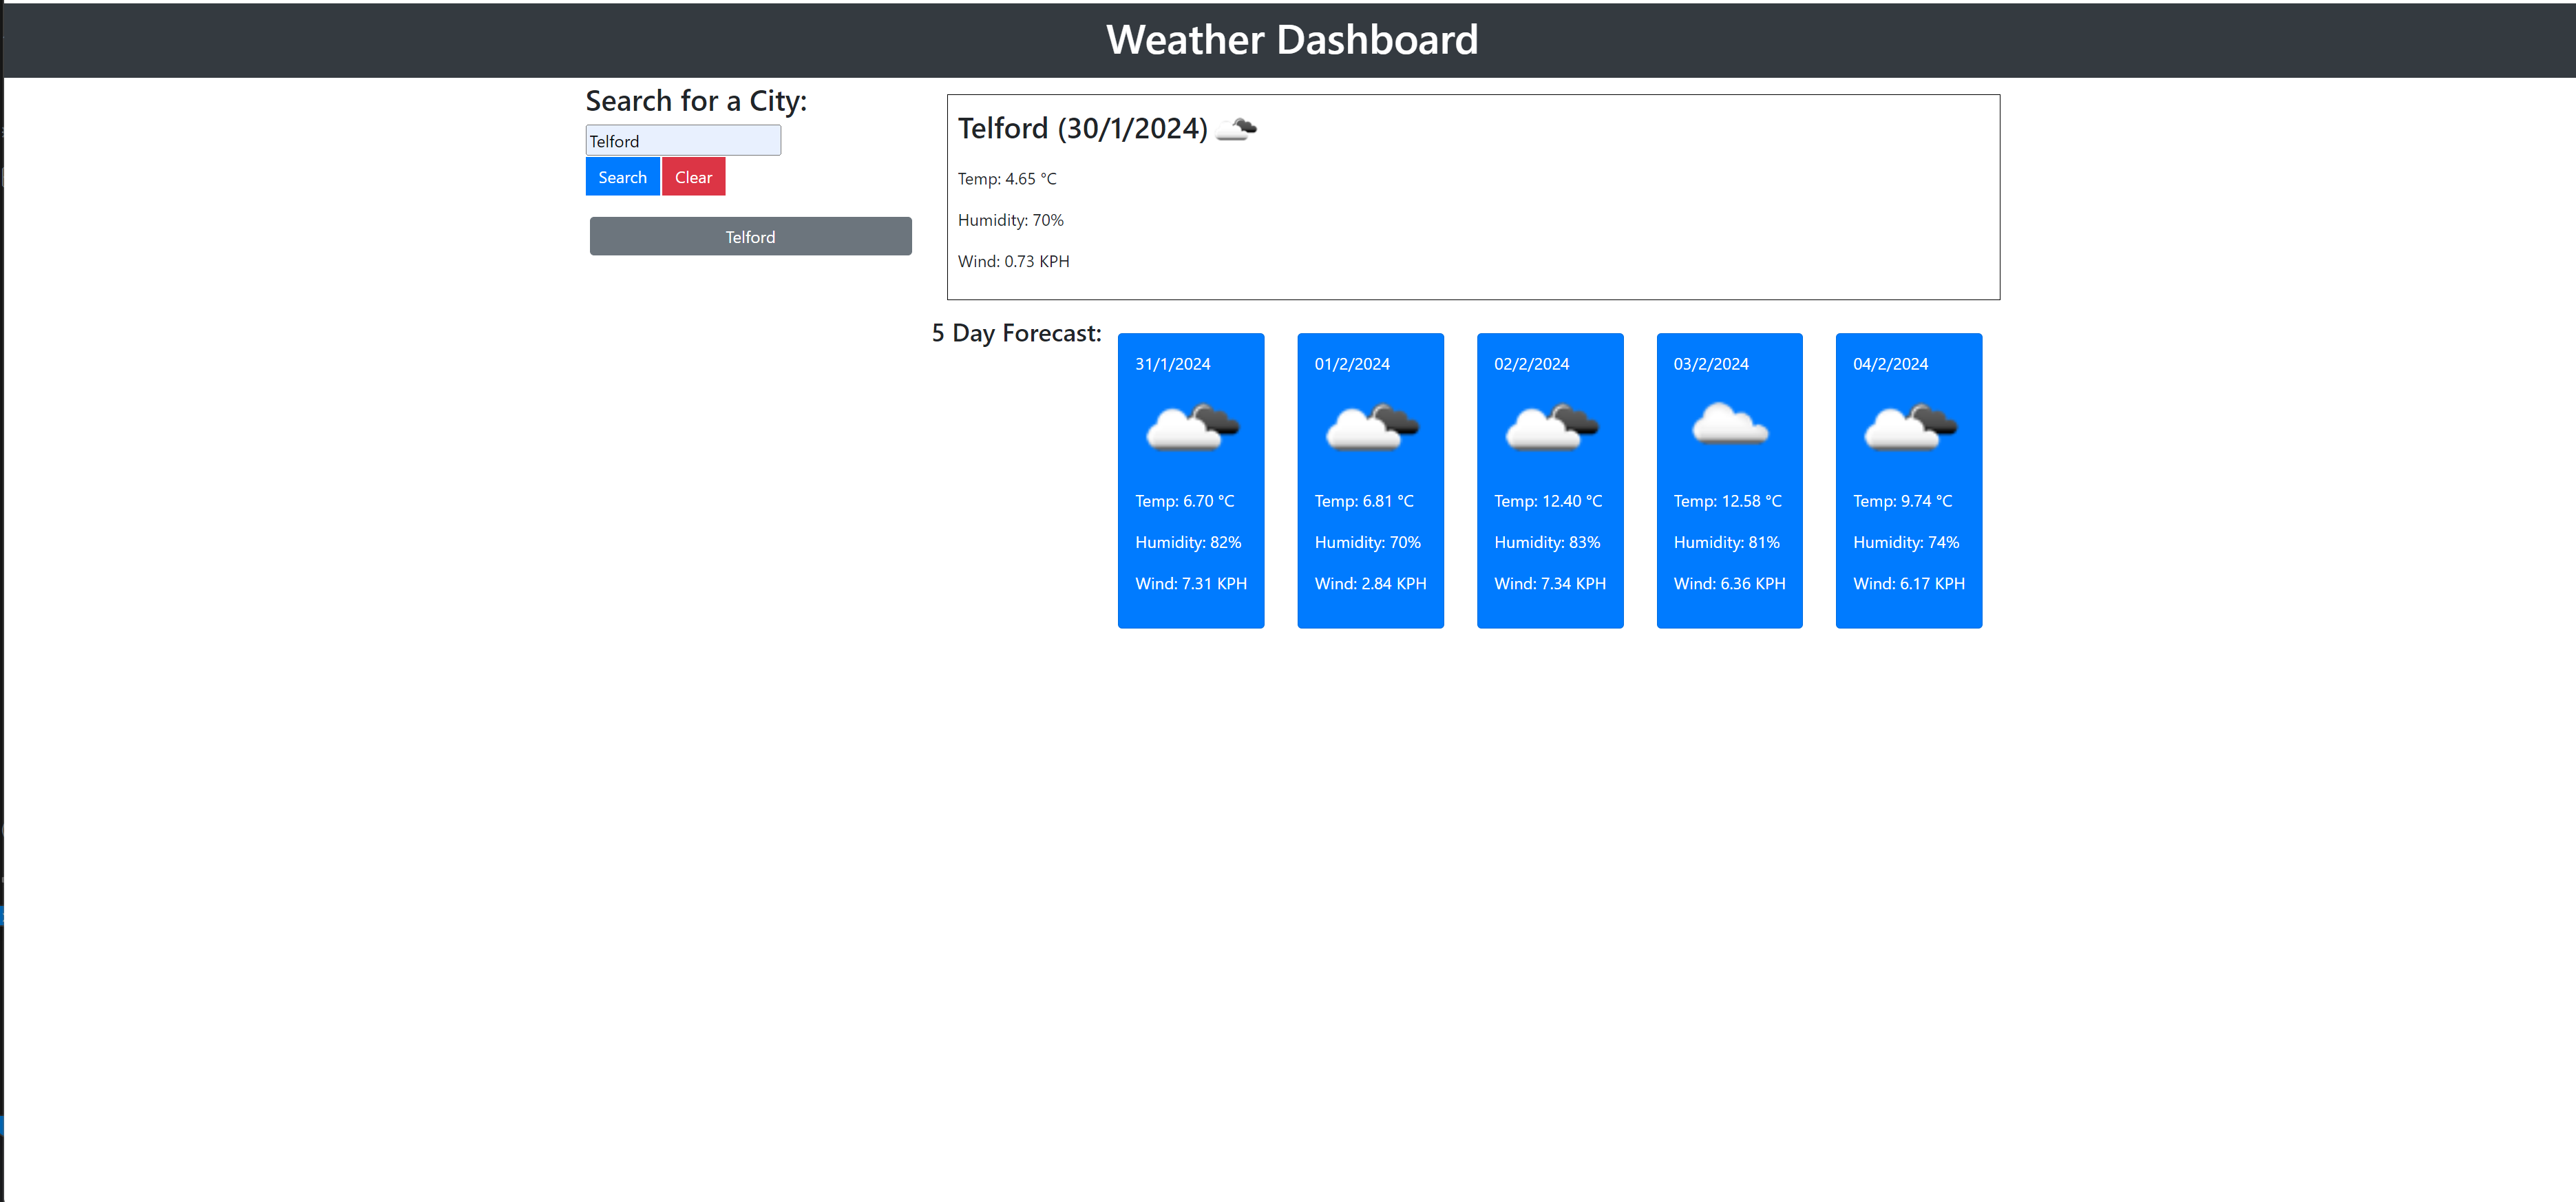 Weather Dashboard
Search for a City:
Telford
Search Clear
Telford
Telford (30/1/2024)
Temp: 4.65 °C
Humidity: 70%
Wind: 0.73 KPH
5 Day Forecast:
31/1/2024
Temp: 6.70 °C
Humidity: 82%
Wind: 7.31 KPH
01/2/2024
Temp: 6.81 °C
Humidity: 70%
Wind: 2.84 KPH
02/2/2024
Temp: 12.40 °C
Humidity: 83%
Wind: 7.34 KPH
03/2/2024
Temp: 12.58 °C
Humidity: 81%
Wind: 6.36 KPH
04/2/2024
Temp: 9.74 °C
Humidity: 74%
Wind: 6.17 KPH